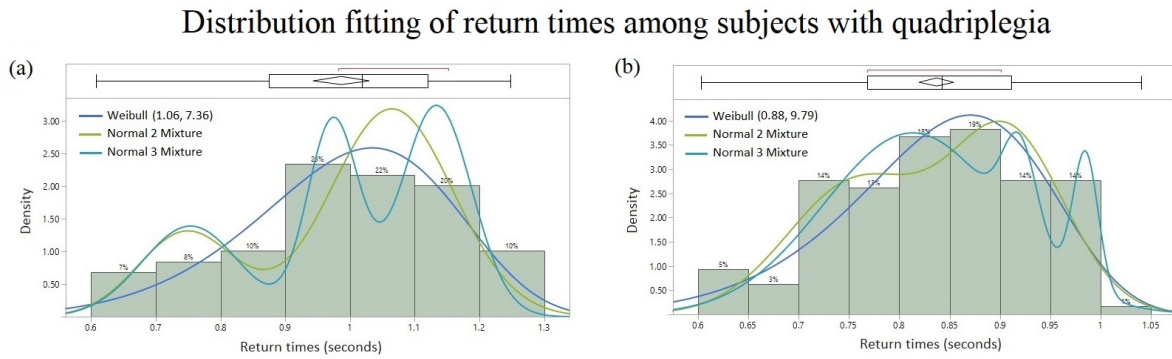 Distribution fitting of return times among subjects with quadriplegia
(a)
Weibull (1.06, 7.36)
Normal 2 Mixture
Normal 3 Mixture
Density
3.00
2.50
2.00
1.50
1.00
0.50
7%
8%
10%
23%
22%
20%
10%
0.6 0.7 0.8 0.9 1 1.1 1.2 1.3
Return times (seconds)
(b)
Weibull (0.88, 9.79)
Normal 2 Mixture
Normal 3 Mixture
Density
4.00
3.50
3.00
2.50
2.00
1.50
1.00
0.50
5%
3%
14%
13%
18%
19%
14%
14%
1%
0.6 0.65 0.7 0.75 0.8 0.85 0.9 0.95 1 1.05
Return times (seconds)